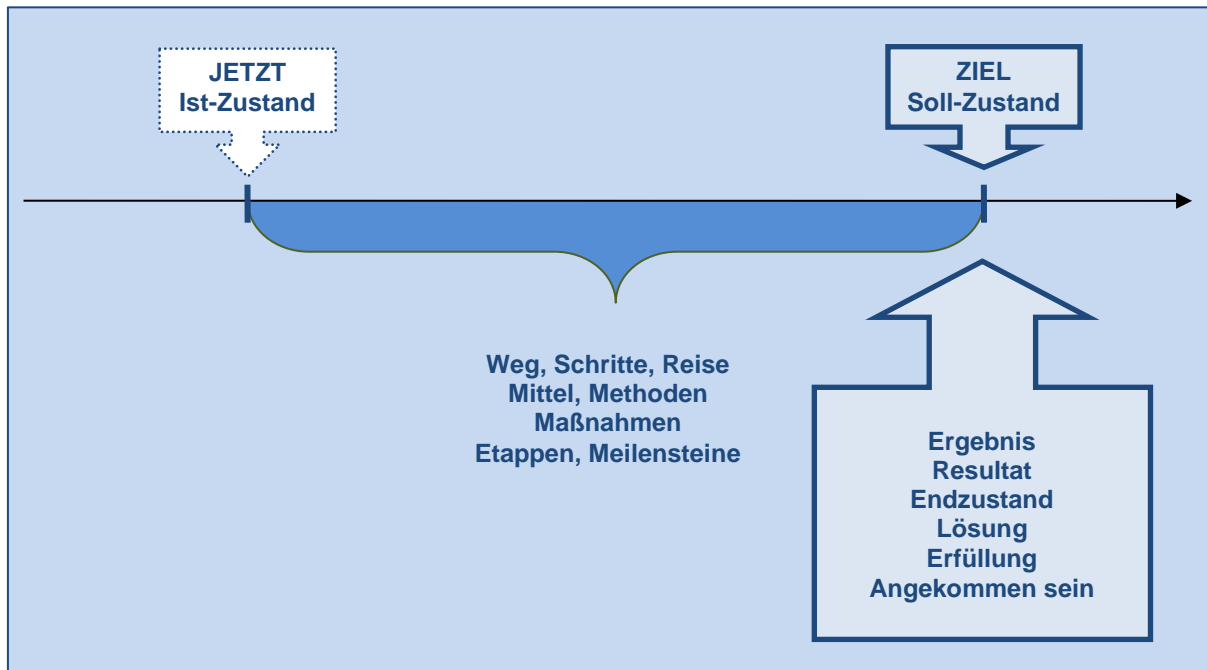 JETZT
Ist-Zustand
ZIEL
Soll-Zustand
Weg, Schritte, Reise
Mittel, Methoden
Maßnahmen
Etappen, Meilensteine
Ergebnis
Resultat
Endzustand
Lösung
Erfüllung
Angekommen sein